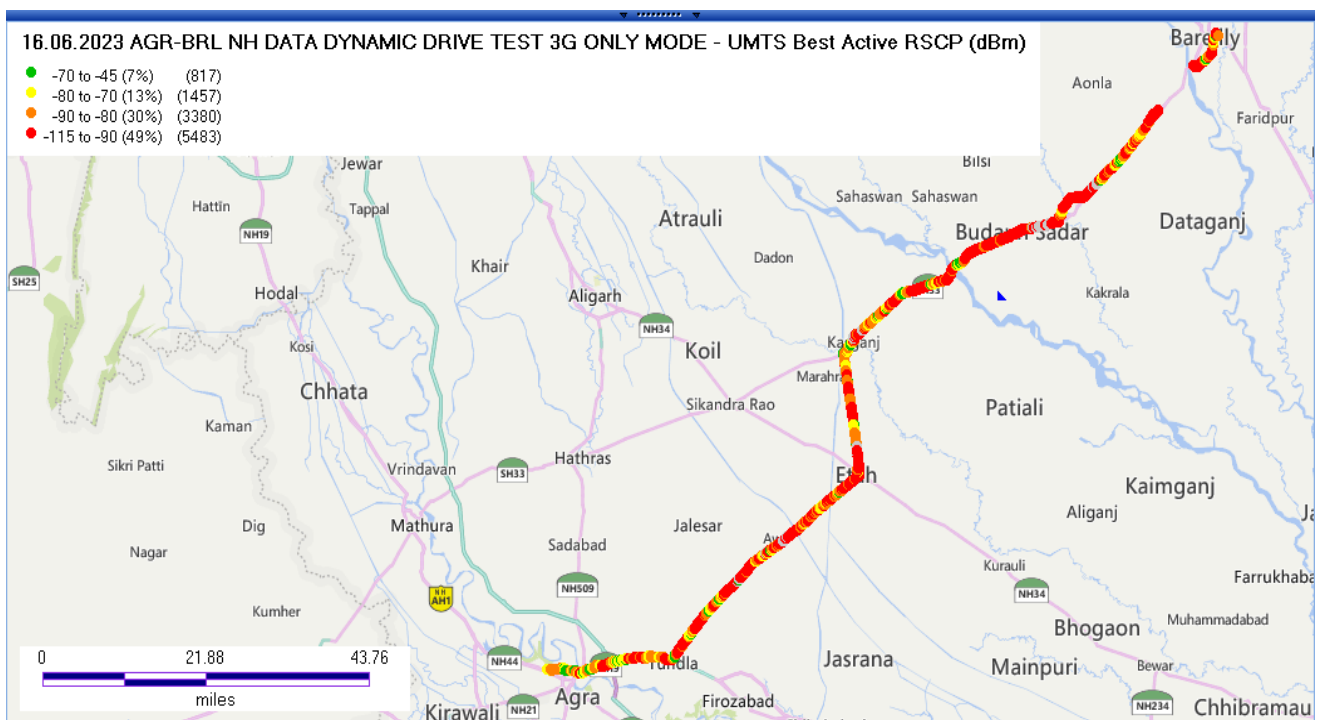 16.06.2023 AGR-BRL NH DATA DYNAMIC DRIVE TEST 3G ONLY MODE - UMTS Best Active RSCP (dBm)
-70 to -45 (7%) (817)
-80 to -70 (13%) (1457)
-90 to -80 (30%) (3380)
-115 to -90 (49%) (5483)
Aonla
Faridpur
Jewar
Bilsi
Hattin
Tappal
Sahaswan
Sahaswan
Atrauli
Dataganj
NH19
Sadar
Khair
Dadon
SH25
Hodal
Aligarh
Kakrala
NH34
Kosi
Koil
Chhata
Sikandra Rao
Patiali
Kaman
Sikri Patti
Vrindavan
SH33
Hathras
Kaimganj
Aliganj
Dig
Mathura
Jalesar
Nagar
Sadabad
Kurauli
NH509
NH34
NH
AH1
Kumher
Muhammadabad
Bhogaon
0
21.88
43.76
miles
NH44
Tundla
Jasrana
Mainpuri
Bewar
Agra
Firozabad
Kirawali
NH21
NH234
Chhibramau